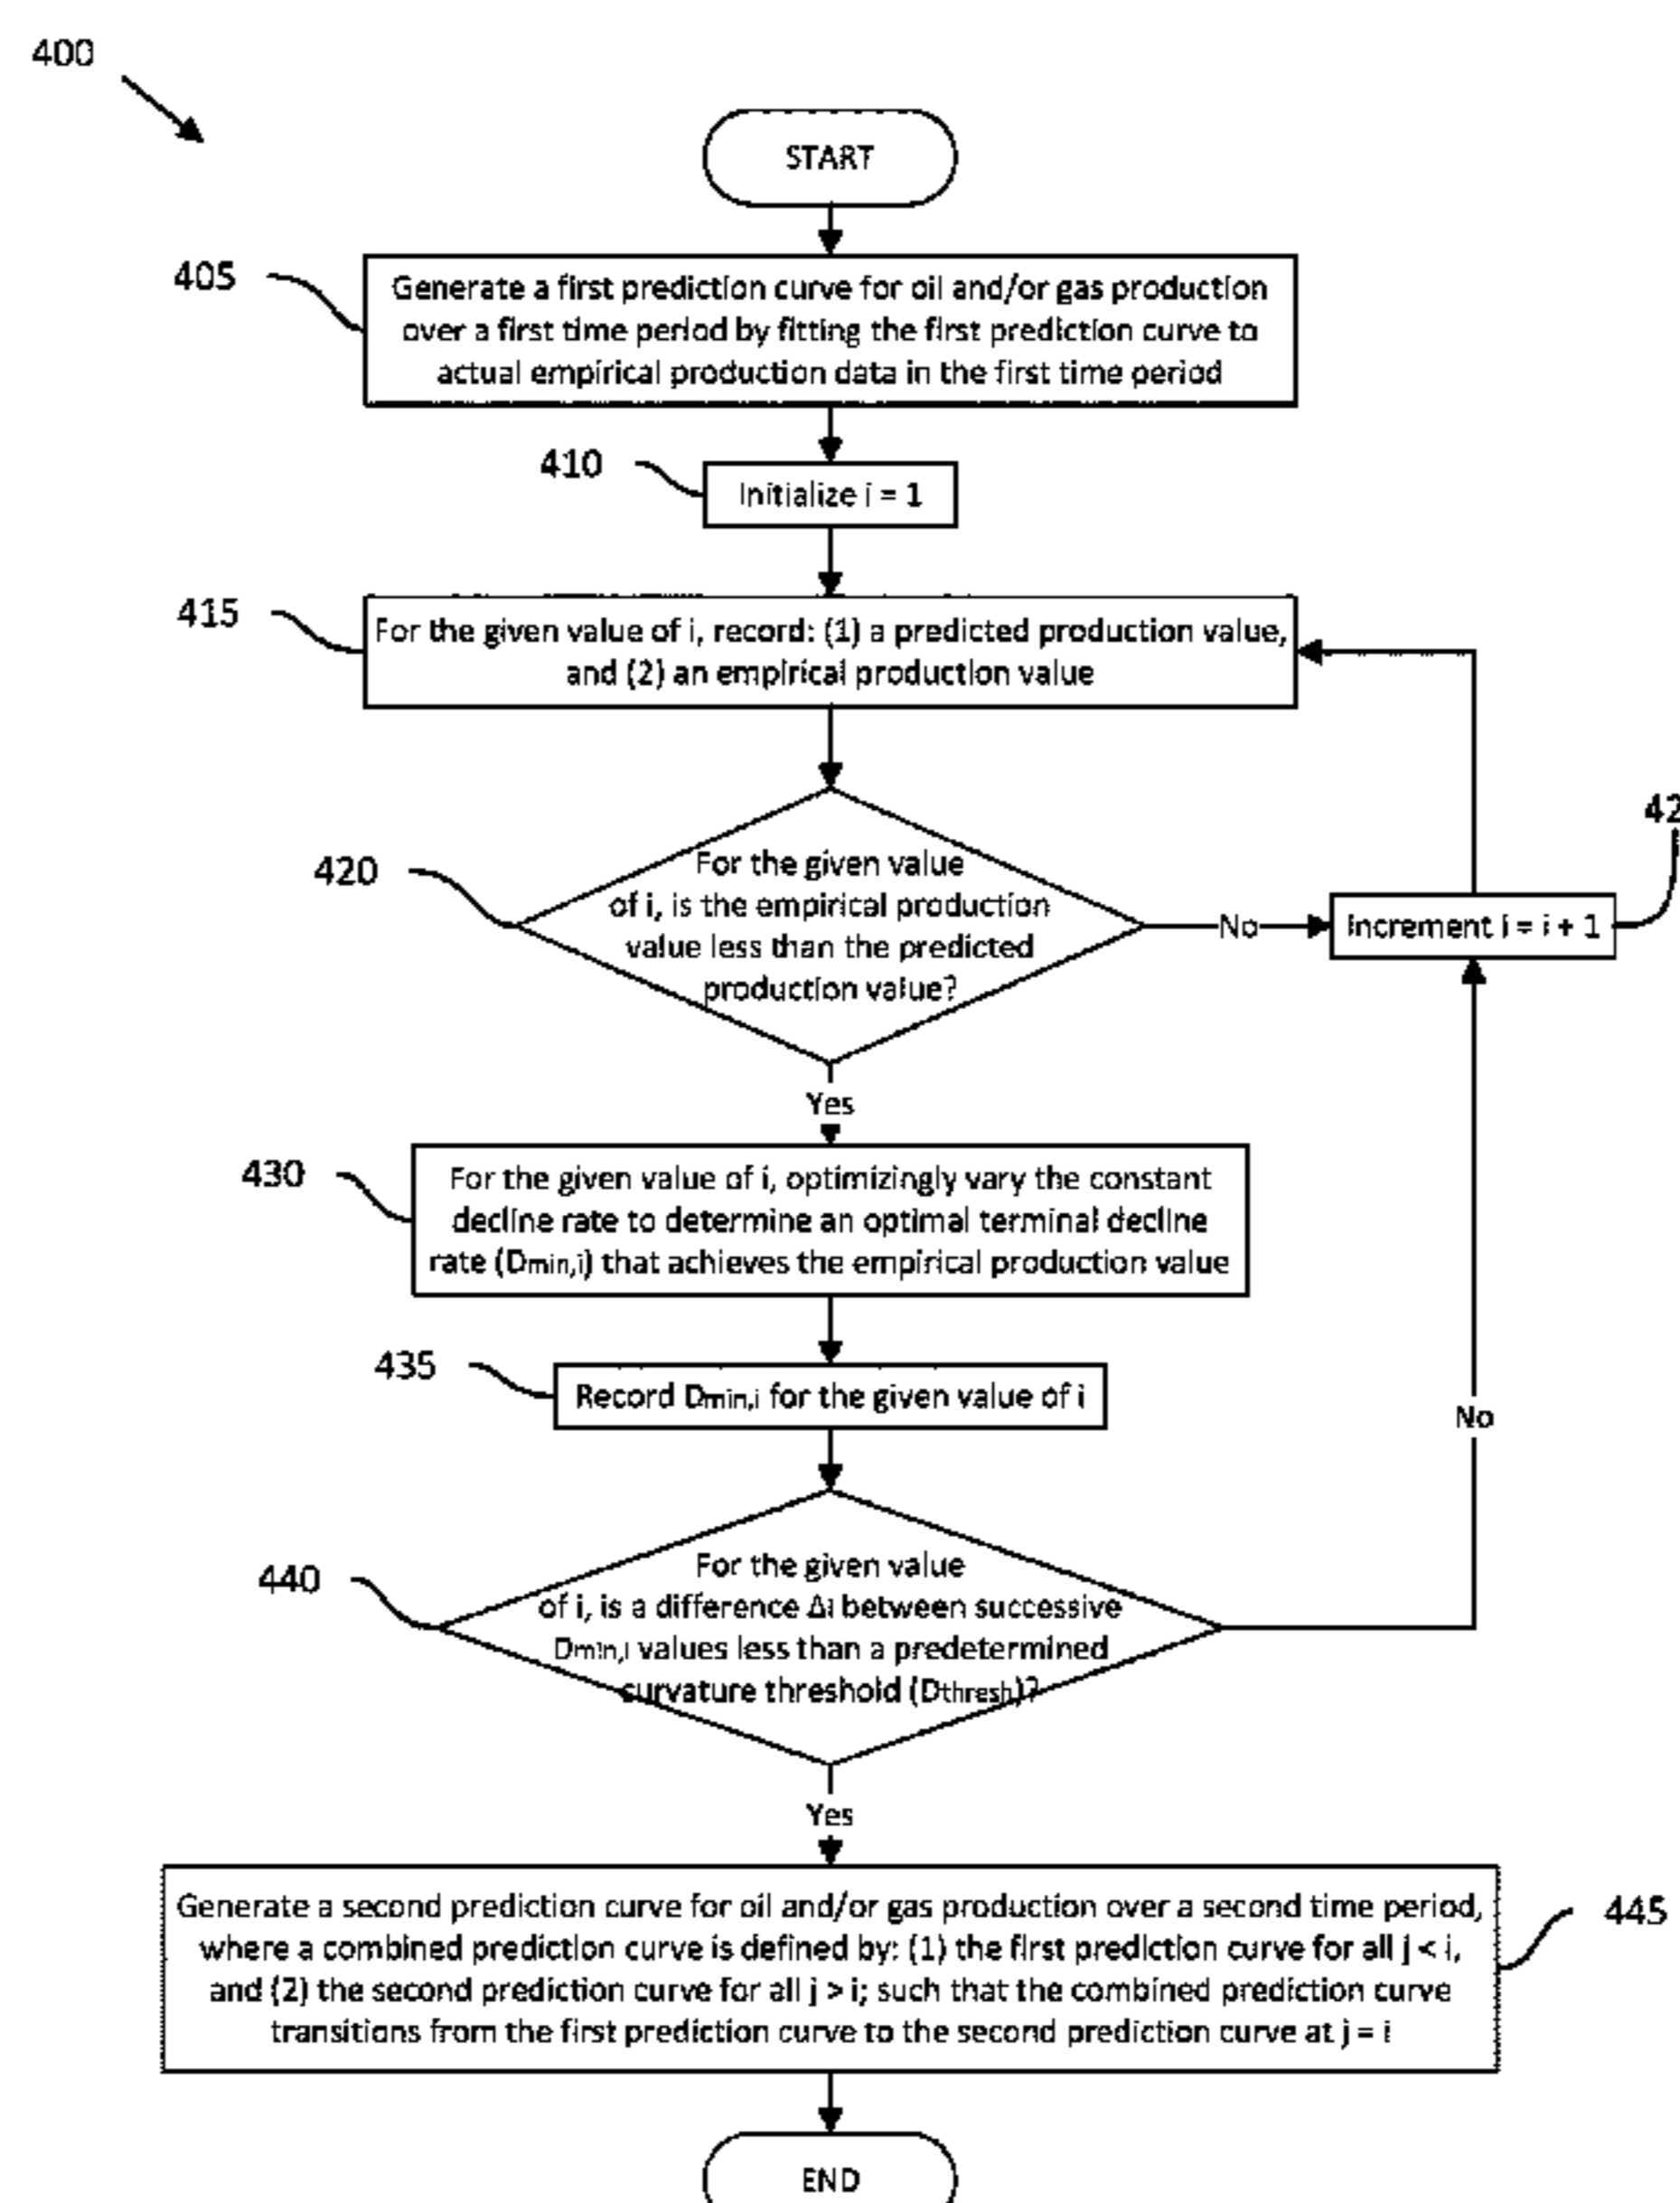 400
START
405
Generate a first prediction curve for oil and/or gas production
over a first time period by fitting the first prediction curve to
actual empirical production data in the first time period
410
Initialize i = 1
415
For the given value of i, record: (1) a predicted production value,
and (2) an empirical production value
420
For the given value
of i, is the empirical production
value less than the predicted
production value?
No
Increment i = i + 1
42
Yes
430
For the given value of i, optimizingly vary the constant
decline rate to determine an optimal terminal decline
rate (Dmin,i) that achieves the empirical production value
435
Record Dmin,i for the given value of i
No
440
For the given value
of i, is a difference Δi between successive
Dmin,i values less than a predetermined
curvature threshold (Dthresh)?
Yes
Generate a second prediction curve for oil and/or gas production over a second time period,
where a combined prediction curve is defined by: (1) the first prediction curve for all j < i,
and (2) the second prediction curve for all j > i; such that the combined prediction curve
transitions from the first prediction curve to the second prediction curve at j = i
445
END